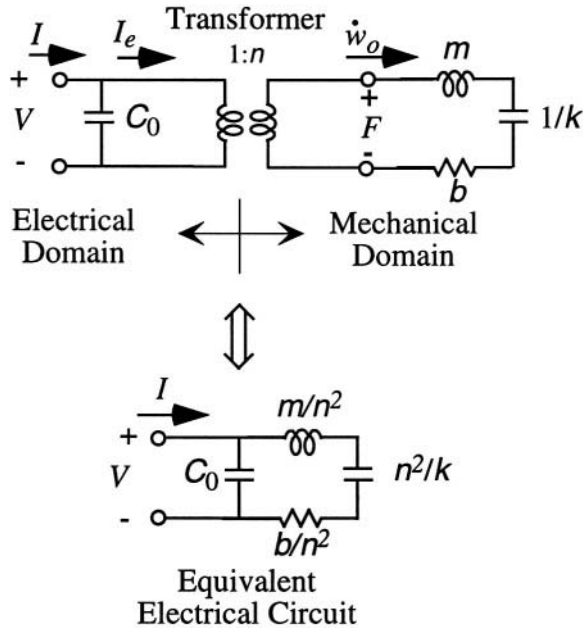 Transformer
1:n
I
Iₑ
ẇₒ
m
+
V
-
C₀
+
F
-
1/k
b
Electrical
Domain
Mechanical
Domain
I
m/n²
+
V
-
C₀
n²/k
b/n²
Equivalent
Electrical Circuit